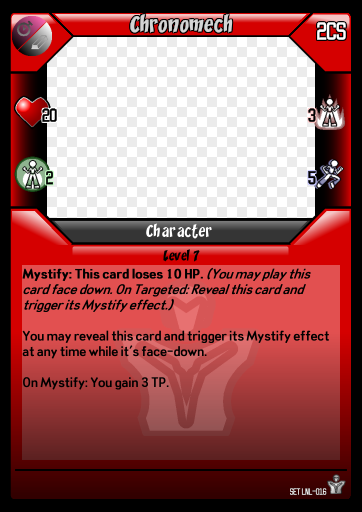 Chronomech
2CS
20
3
2
5
Character
Level 7
Mystify: This card loses 10 HP. (You may play this
card face down. On Targeted: Reveal this card and
trigger its Mystify effect.)
You may reveal this card and trigger its Mystify effect
at any time while it's face-down.
On Mystify: You gain 3 TP.
SET LNL-016